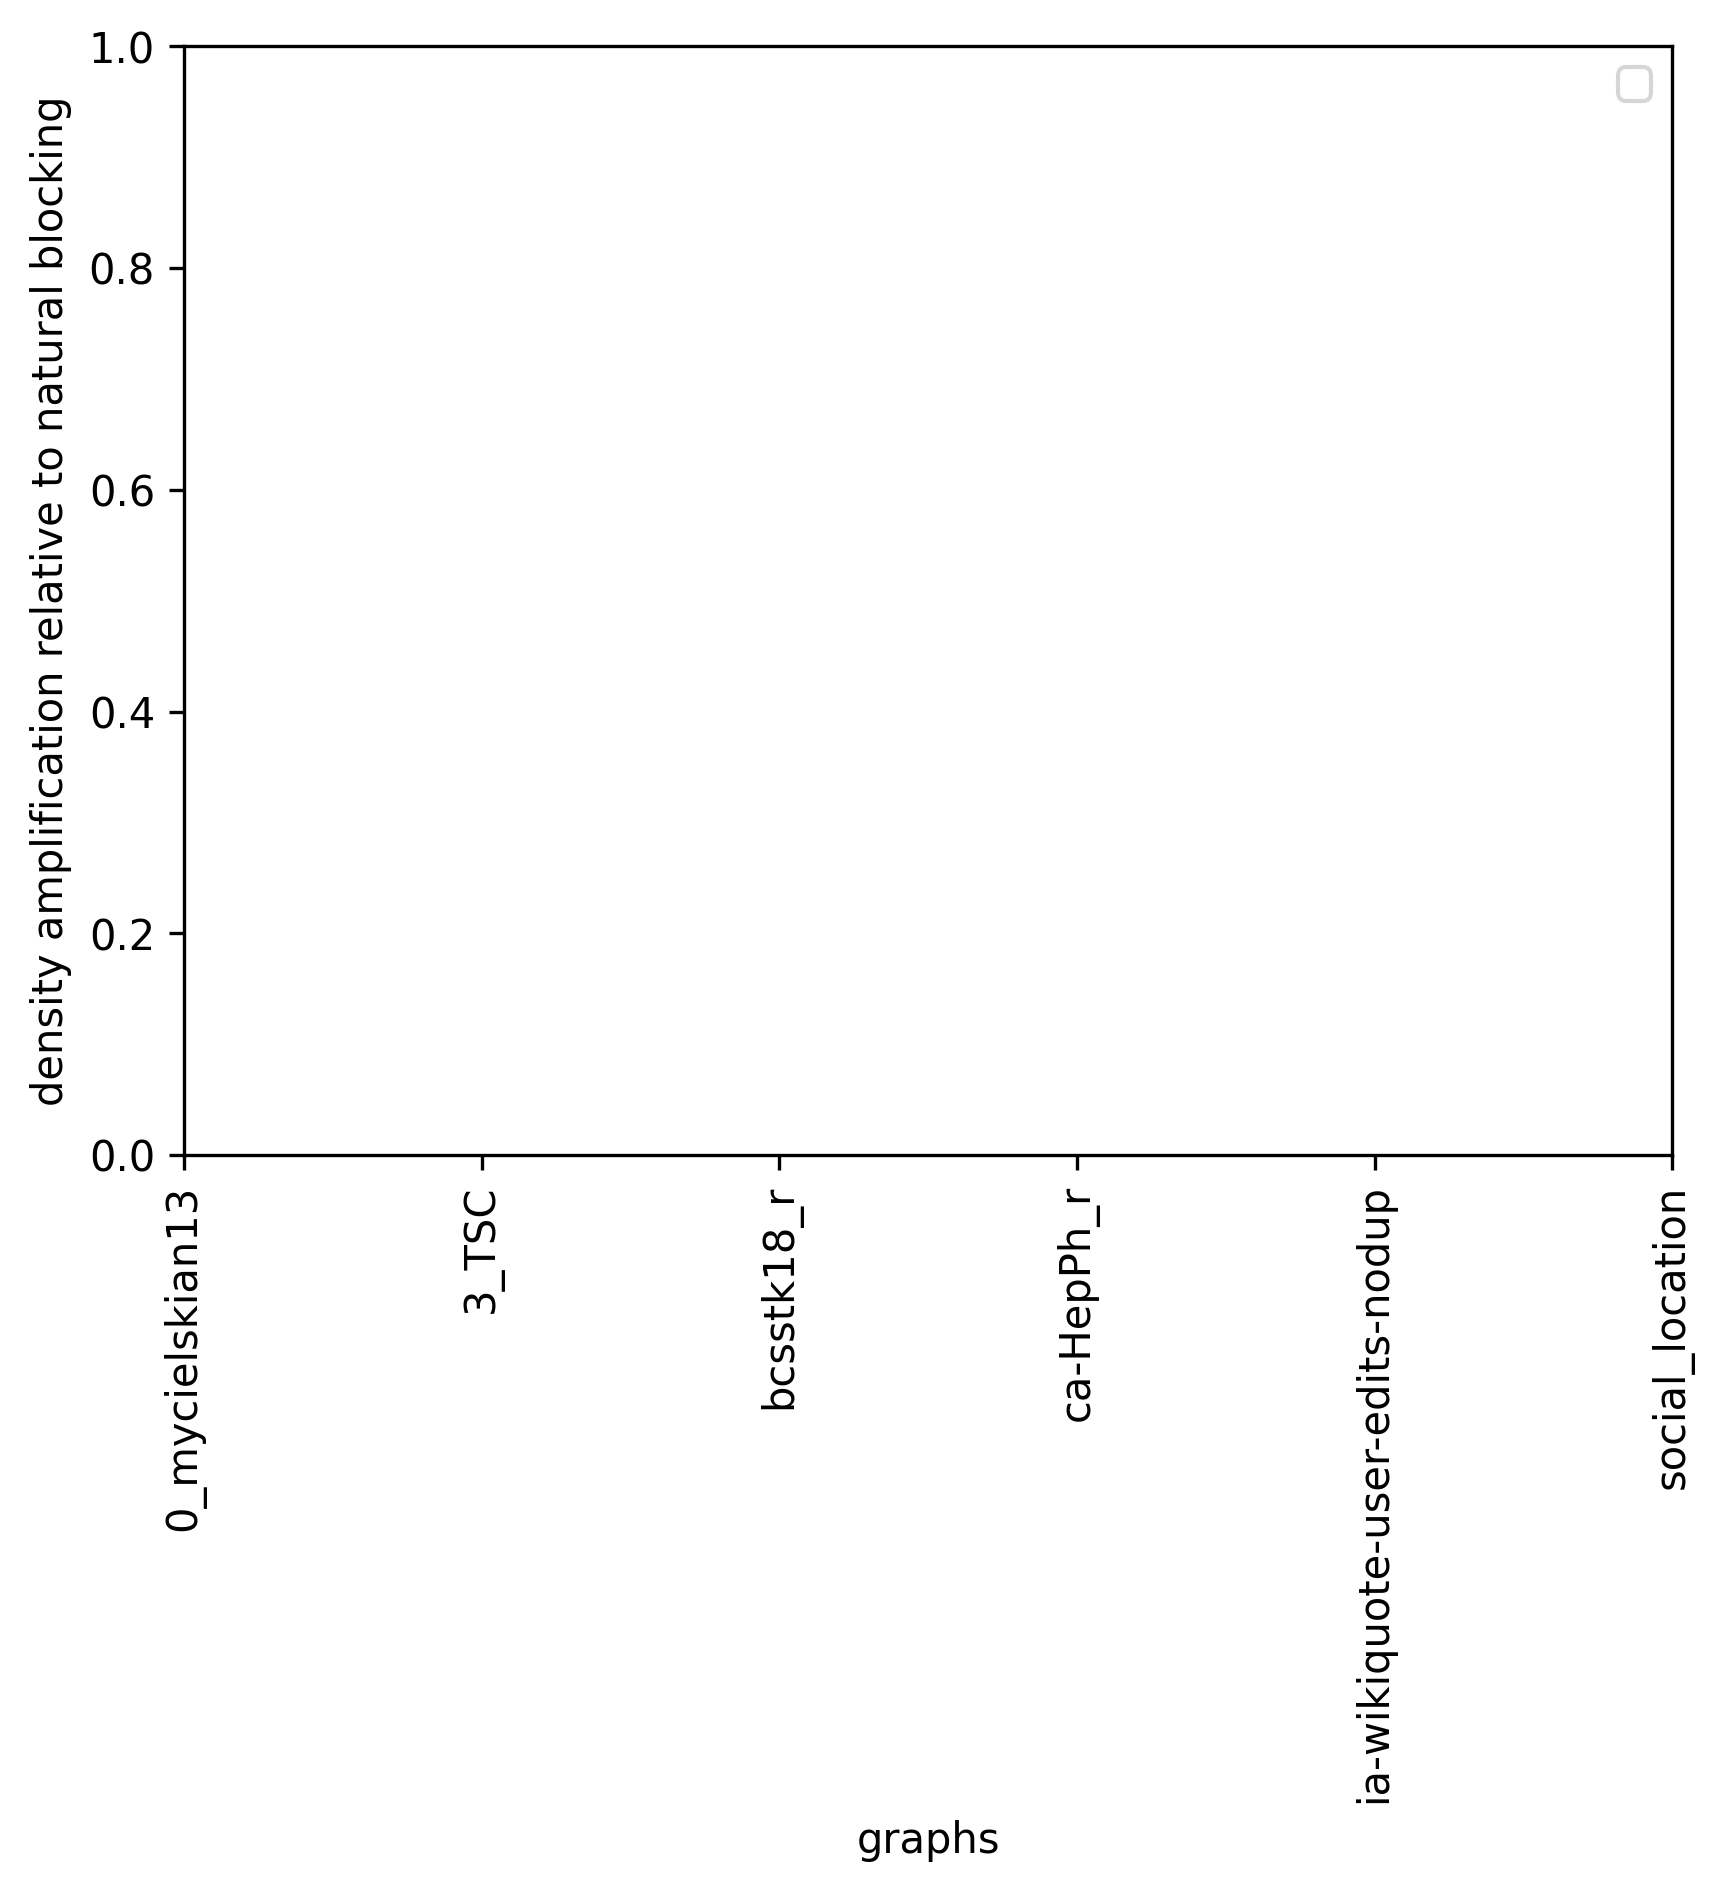 density amplification relative to natural blocking
1.0
0.8
0.6
0.4
0.2
0.0
0_mycielskian13
3_TSC
bcsstk18_r
ca-HepPh_r
ia-wikiquote-user-edits-nodup
social_location
graphs